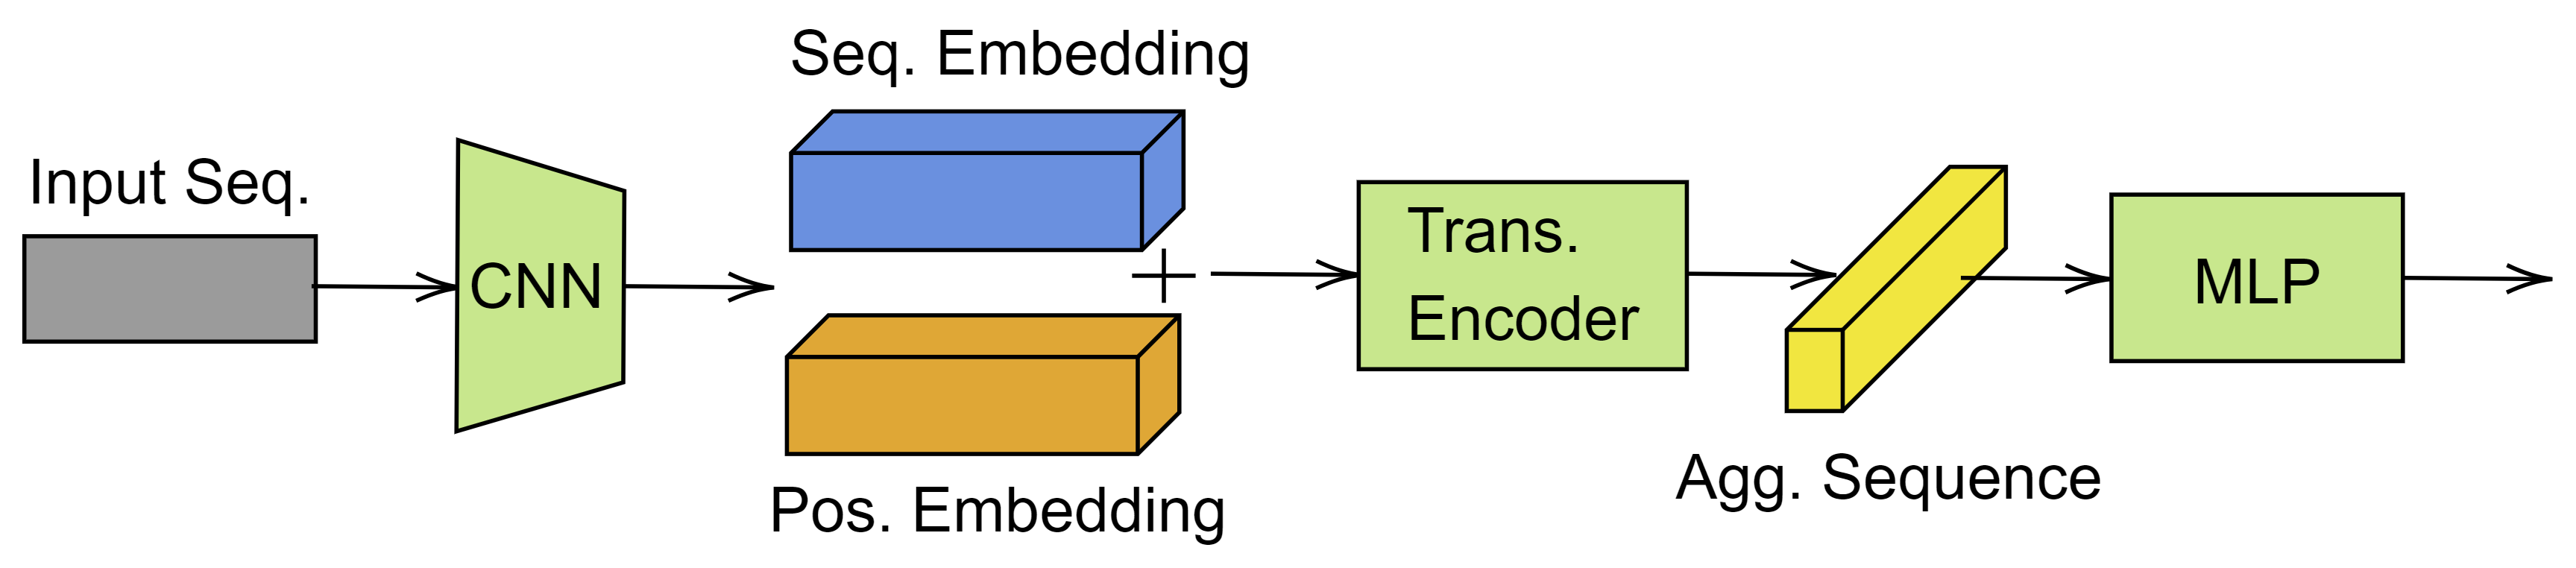 Input Seq.
CNN
Seq. Embedding
+
Pos. Embedding
Trans.
Encoder
Agg. Sequence
MLP